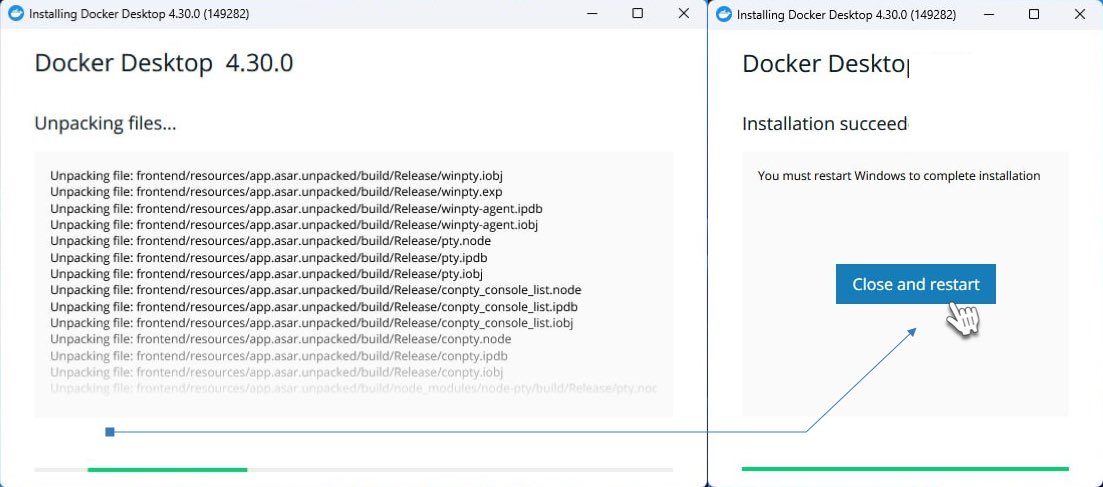 Installing Docker Desktop 4.30.0 (149282)
Docker Desktop 4.30.0
Unpacking files...
Unpacking file: frontend/resources/app.asar.unpacked/build/Release/winpty.iobj
Unpacking file: frontend/resources/app.asar.unpacked/build/Release/winpty.exp
Unpacking file: frontend/resources/app.asar.unpacked/build/Release/winpty-agent.ipdb
Unpacking file: frontend/resources/app.asar.unpacked/build/Release/winpty-agent.iobj
Unpacking file: frontend/resources/app.asar.unpacked/build/Release/pty.node
Unpacking file: frontend/resources/app.asar.unpacked/build/Release/pty.ipdb
Unpacking file: frontend/resources/app.asar.unpacked/build/Release/pty.iobj
Unpacking file: frontend/resources/app.asar.unpacked/build/Release/conpty_console_list.node
Unpacking file: frontend/resources/app.asar.unpacked/build/Release/conpty_console_list.ipdb
Unpacking file: frontend/resources/app.asar.unpacked/build/Release/conpty_console_list.iobj
Unpacking file: frontend/resources/app.asar.unpacked/build/Release/conpty.node
Unpacking file: frontend/resources/app.asar.unpacked/build/Release/conpty.ipdb
Unpacking file: frontend/resources/app.asar.unpacked/build/Release/conpty.iobj
Unpacking file: frontend/resources/app.asar.unpacked/build/node_modules/node-pty/build/Release/pty.noc
Installing Docker Desktop 4.30.0 (149282)
Docker Desktop
Installation succeed
You must restart Windows to complete installation
Close and restart